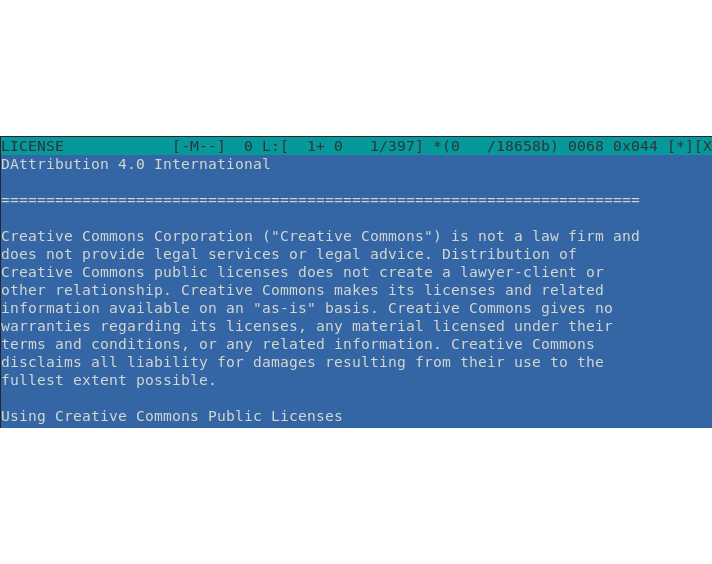 LICENSE            [-M--]  0 L:[  1+ 0   1/397] *(0   /18658b) 0068 0x044 [*][X
DAttribution 4.0 International
=======================================================================
Creative Commons Corporation ("Creative Commons") is not a law firm and
does not provide legal services or legal advice. Distribution of
Creative Commons public licenses does not create a lawyer-client or
other relationship. Creative Commons makes its licenses and related
information available on an "as-is" basis. Creative Commons gives no
warranties regarding its licenses, any material licensed under their
terms and conditions, or any related information. Creative Commons
disclaims all liability for damages resulting from their use to the
fullest extent possible.
Using Creative Commons Public Licenses